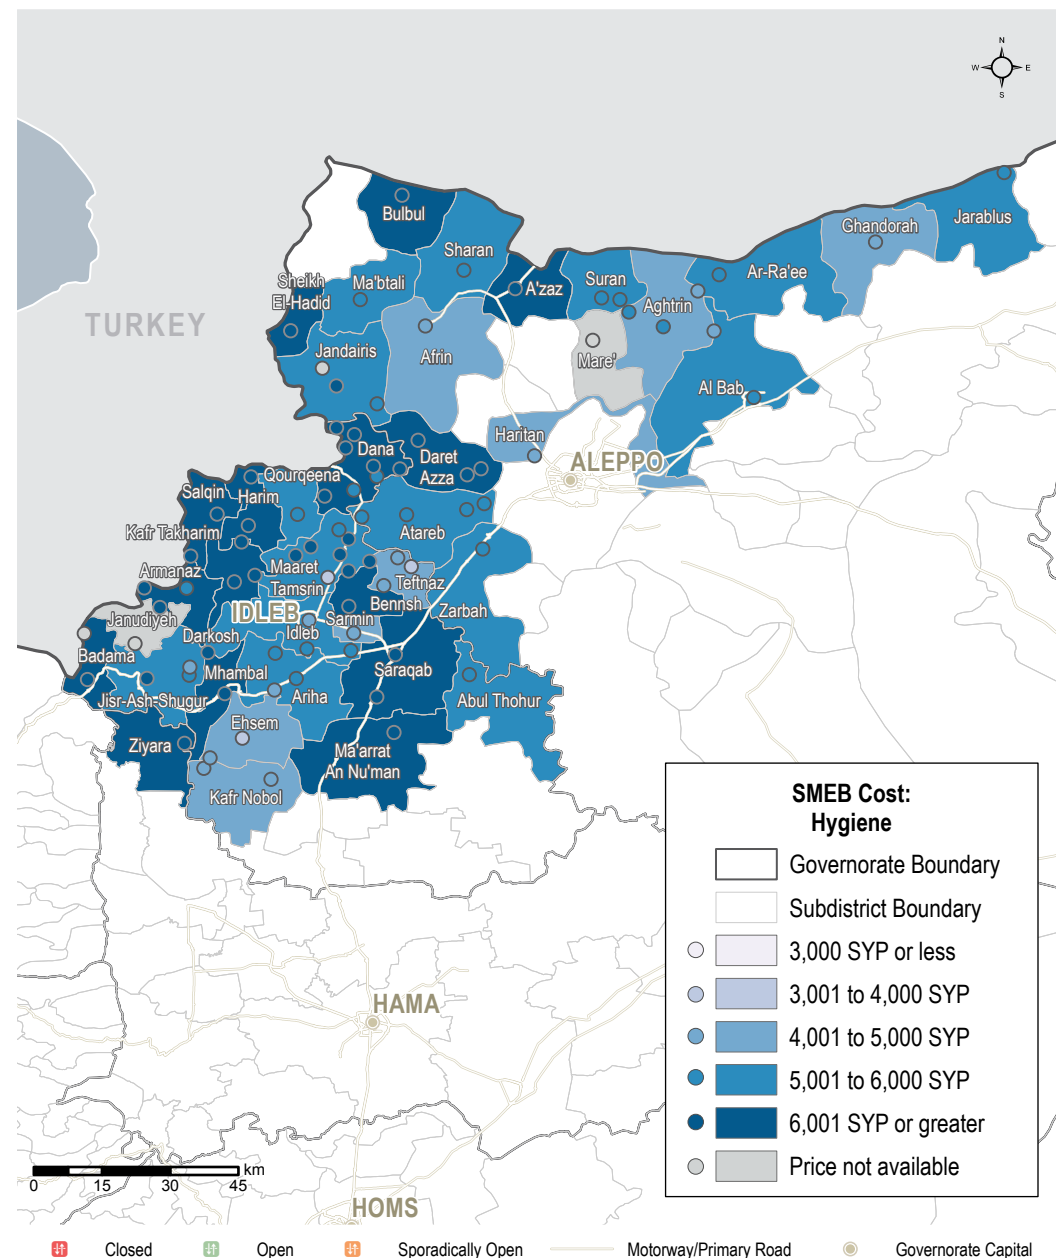 N
W
E
S
TURKEY
Bulbul
Sharan
Ma'btali
Sheikh
El-Hadid
Jandairis
Afrin
A'zaz
Suran
Aghtrin
Mare'
Ar-Ra'ee
Ghandorah
Jarablus
Al Bab
Haritan
ALEPPO
Dana
Daret
Azza
Qourqeena
Salqin
Harim
Kafr Takharim
Armanaz
Atareb
Maaret
Tamsrin
Teftnaz
Bennsh
Zarbah
IDLEB
Sarmin
Idleb
Janudiyeh
Darkosh
Badama
Mhambal
Saraqab
Jisr-Ash-Shugur
Ariha
Abul Thohur
Ehsem
Ziyara
Ma'arrat
An Nu'man
Kafr Nobol
HAMA
HOMS
SMEB Cost:
Hygiene
Governorate Boundary
Subdistrict Boundary
3,000 SYP or less
3,001 to 4,000 SYP
4,001 to 5,000 SYP
5,001 to 6,000 SYP
6,001 SYP or greater
Price not available
km
0 15 30 45
Closed Open Sporadically Open Motorway/Primary Road Governorate Capital